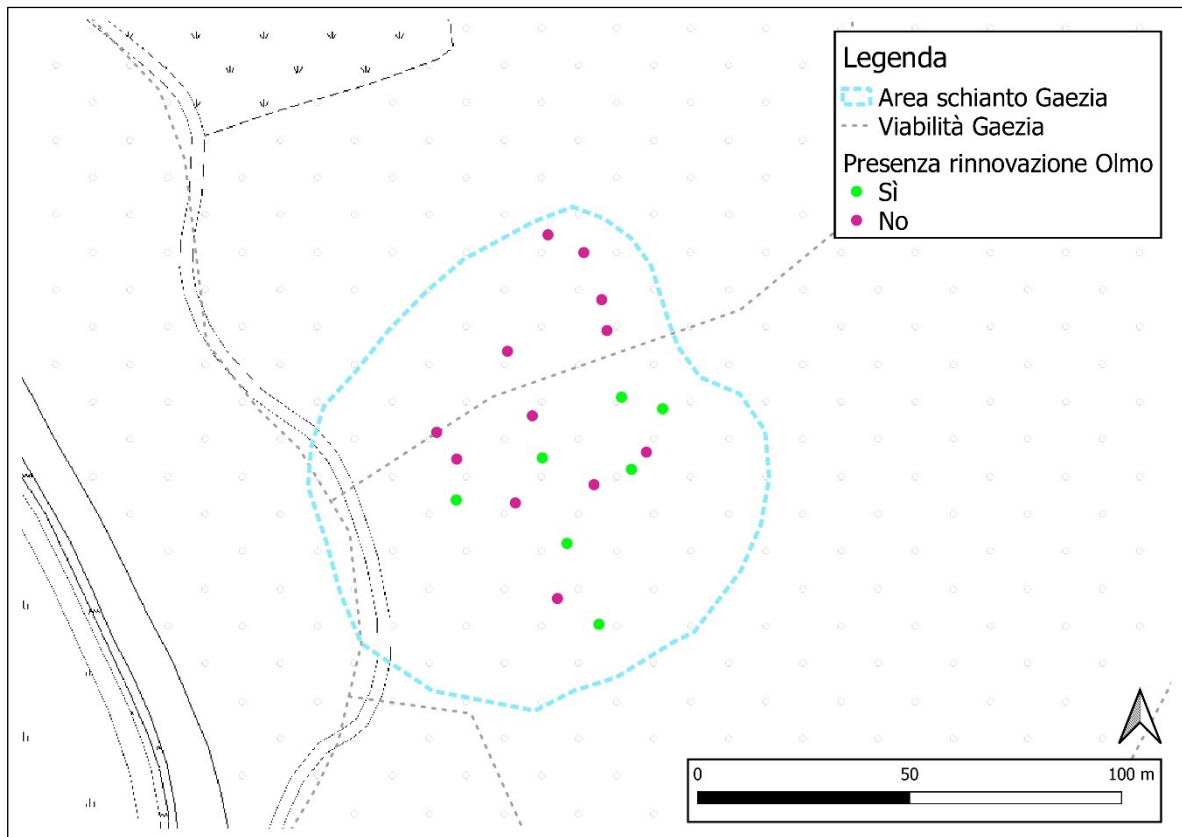 Legenda
Area schianto Gaezia
Viabilità Gaezia
Presenza rinnovazione Olmo
Sì
No
0 50 100 m